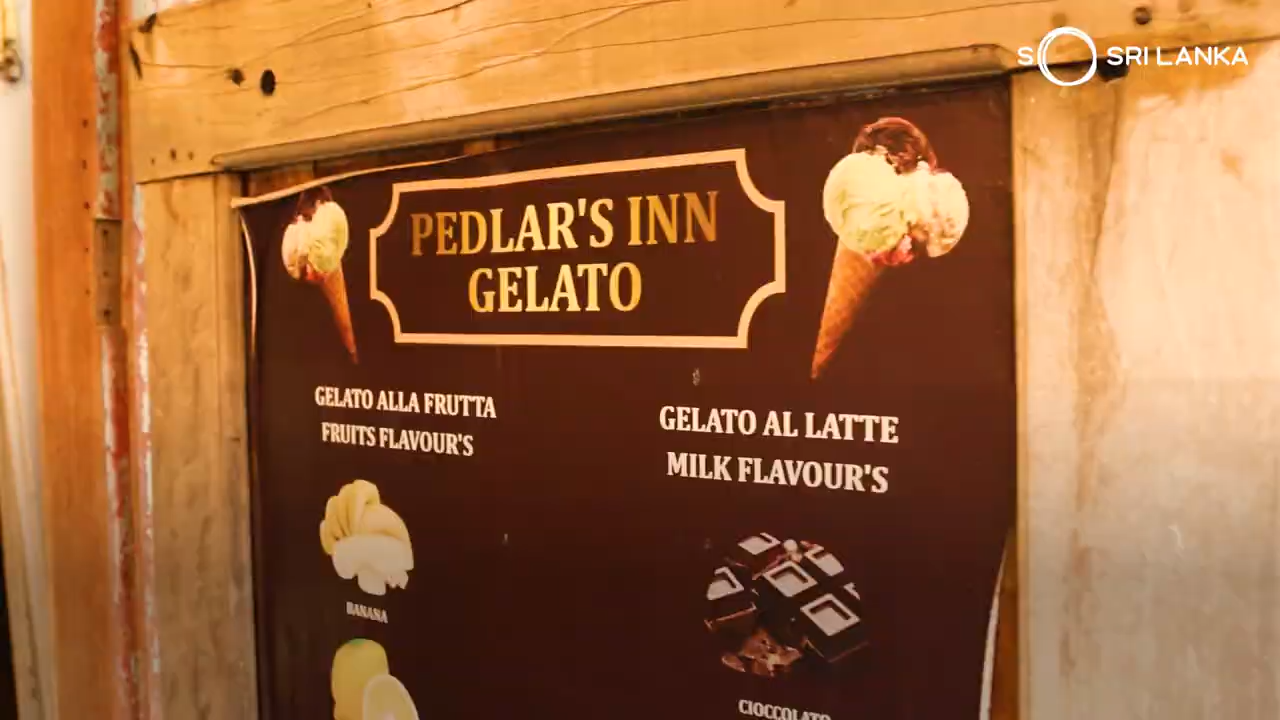 SO SRI LANKA
PEDLAR'S INN
GELATO
GELATO ALLA FRUTTA
FRUITS FLAVOUR'S
GELATO AL LATTE
MILK FLAVOUR'S
BANANA
CIOCCOLATO